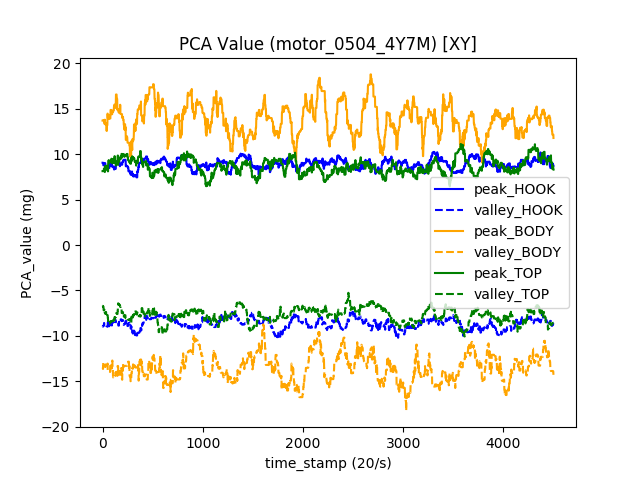 PCA Value (motor_0504_4Y7M) [XY]
PCA_value (mg)
20
15
10
5
0
−5
−10
−15
−20
peak_HOOK
valley_HOOK
peak_BODY
valley_BODY
peak_TOP
valley_TOP
0 1000 2000 3000 4000
time_stamp (20/s)